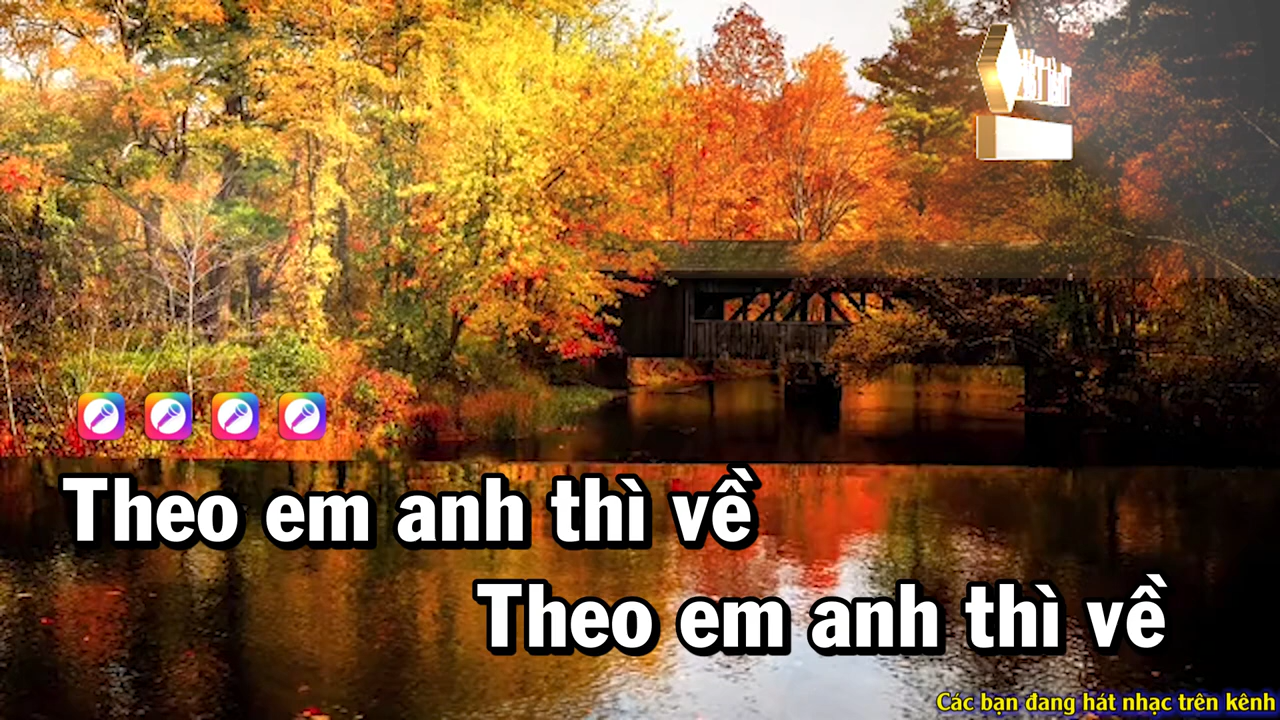 Theo em anh thì về
Theo em anh thì về
Các bạn đang hát nhạc trên kênh